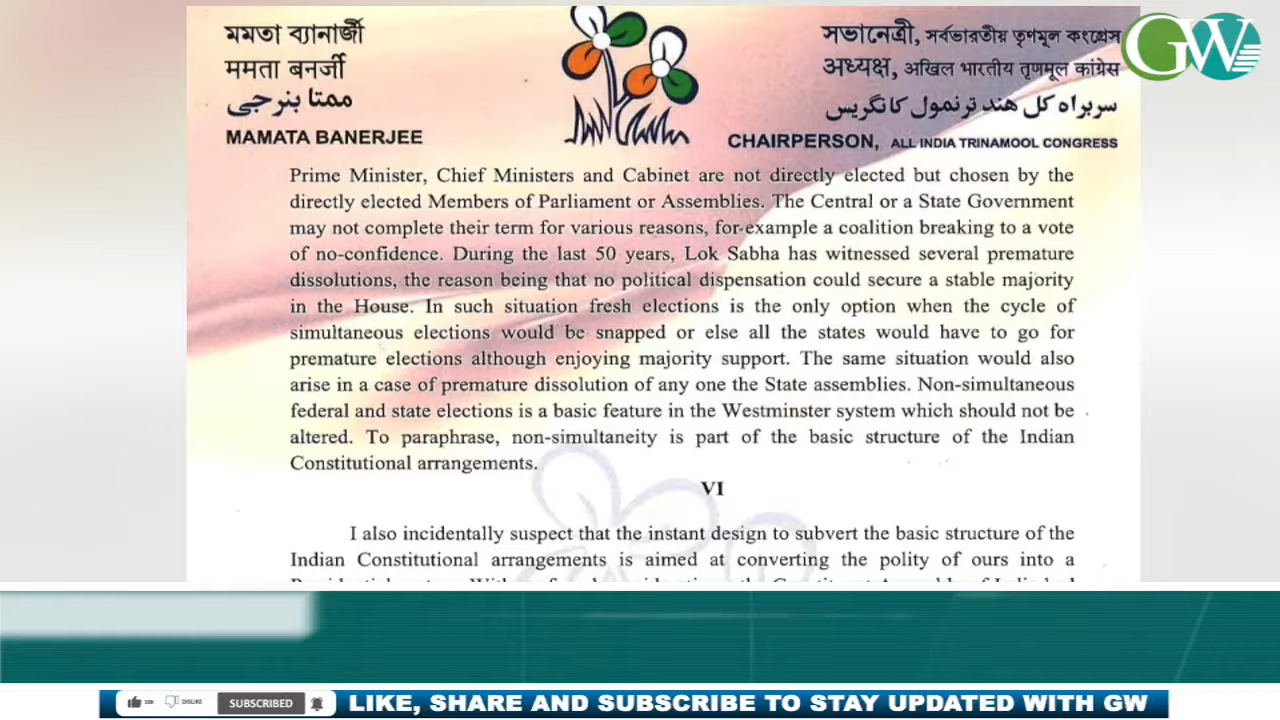 মমতা ব্যানার্জী
ममता बनर्जी
ممتا بنرجی
MAMATA BANERJEE
সভানেত্রী, সর্বভারতীয় তৃণমূল কংগ্রেস
अध्यक्ष, अखिल भारतीय तृणमूल कांग्रेस
سربراہ کل ھند ترنمول کانگریس
CHAIRPERSON, ALL INDIA TRINAMOOL CONGRESS
GW
Prime Minister, Chief Ministers and Cabinet are not directly elected but chosen by the
directly elected Members of Parliament or Assemblies. The Central or a State Government
may not complete their term for various reasons, for example a coalition breaking to a vote
of no-confidence. During the last 50 years, Lok Sabha has witnessed several premature
dissolutions, the reason being that no political dispensation could secure a stable majority
in the House. In such situation fresh elections is the only option when the cycle of
simultaneous elections would be snapped or else all the states would have to go for
premature elections although enjoying majority support. The same situation would also
arise in a case of premature dissolution of any one the State assemblies. Non-simultaneous
federal and state elections is a basic feature in the Westminster system which should not be
altered. To paraphrase, non-simultaneity is part of the basic structure of the Indian
Constitutional arrangements.
VI
I also incidentally suspect that the instant design to subvert the basic structure of the
Indian Constitutional arrangements is aimed at converting the polity of ours into a
10K DISLIKE SUBSCRIBED
LIKE, SHARE AND SUBSCRIBE TO STAY UPDATED WITH GW